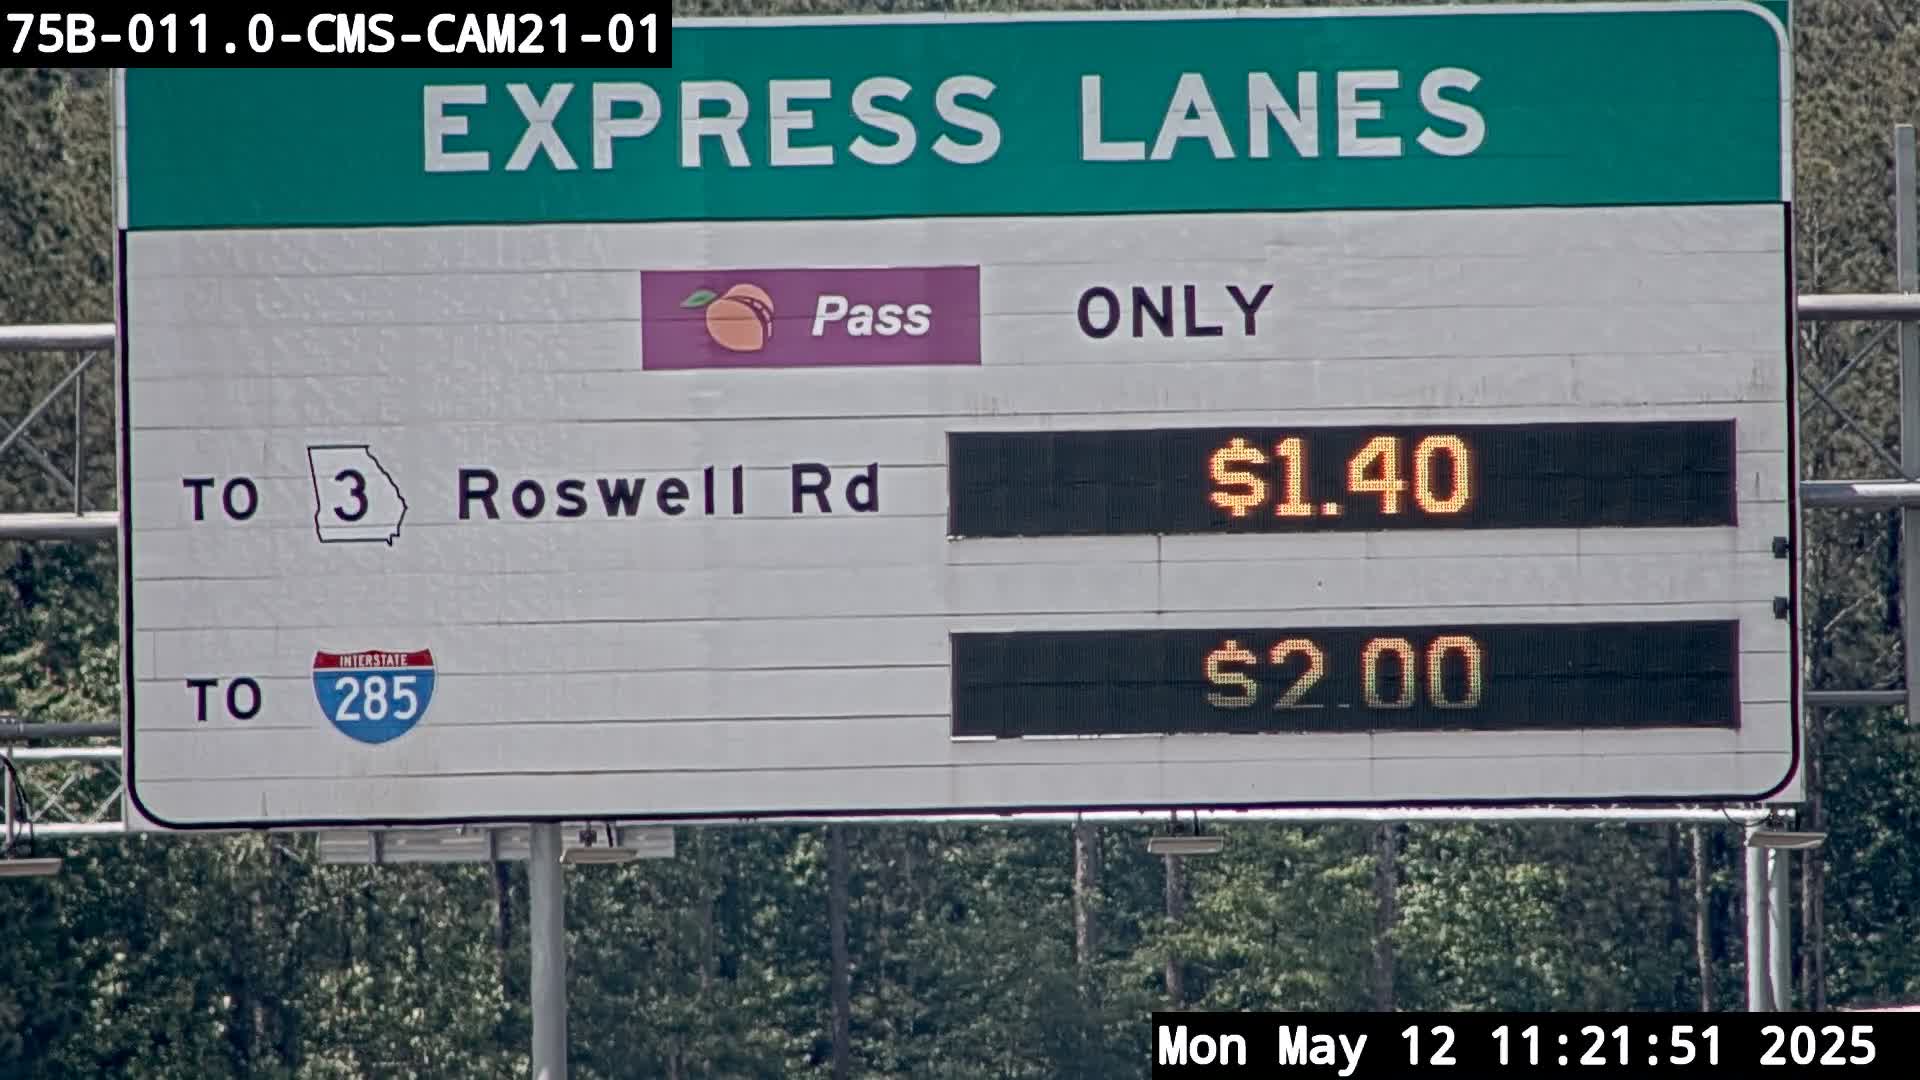 75B-011.0-CMS-CAM21-01
EXPRESS LANES
Pass ONLY
TO 3 Roswell Rd $1.40
INTERSTATE
TO 285 $2.00
Mon May 12 11:21:51 2025